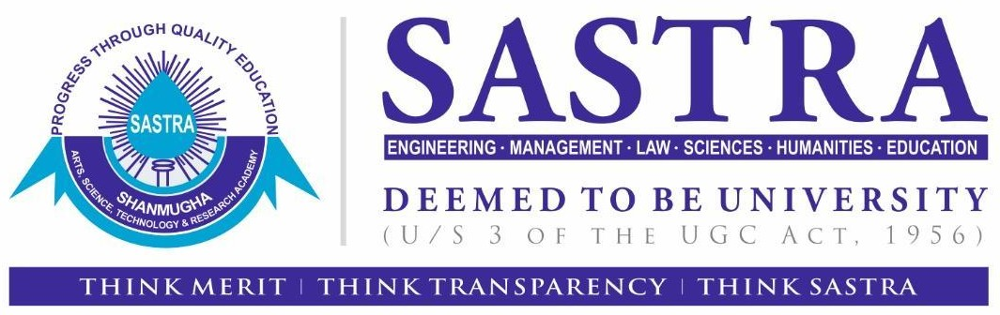 PROGRESS THROUGH QUALITY EDUCATION
SASTRA
SHANMUGHA
ARTS, SCIENCE, TECHNOLOGY & RESEARCH ACADEMY
SASTRA
ENGINEERING · MANAGEMENT · LAW · SCIENCES · HUMANITIES · EDUCATION
DEEMED TO BE UNIVERSITY
(U/S 3 OF THE UGC ACT, 1956)
THINK MERIT | THINK TRANSPARENCY | THINK SASTRA